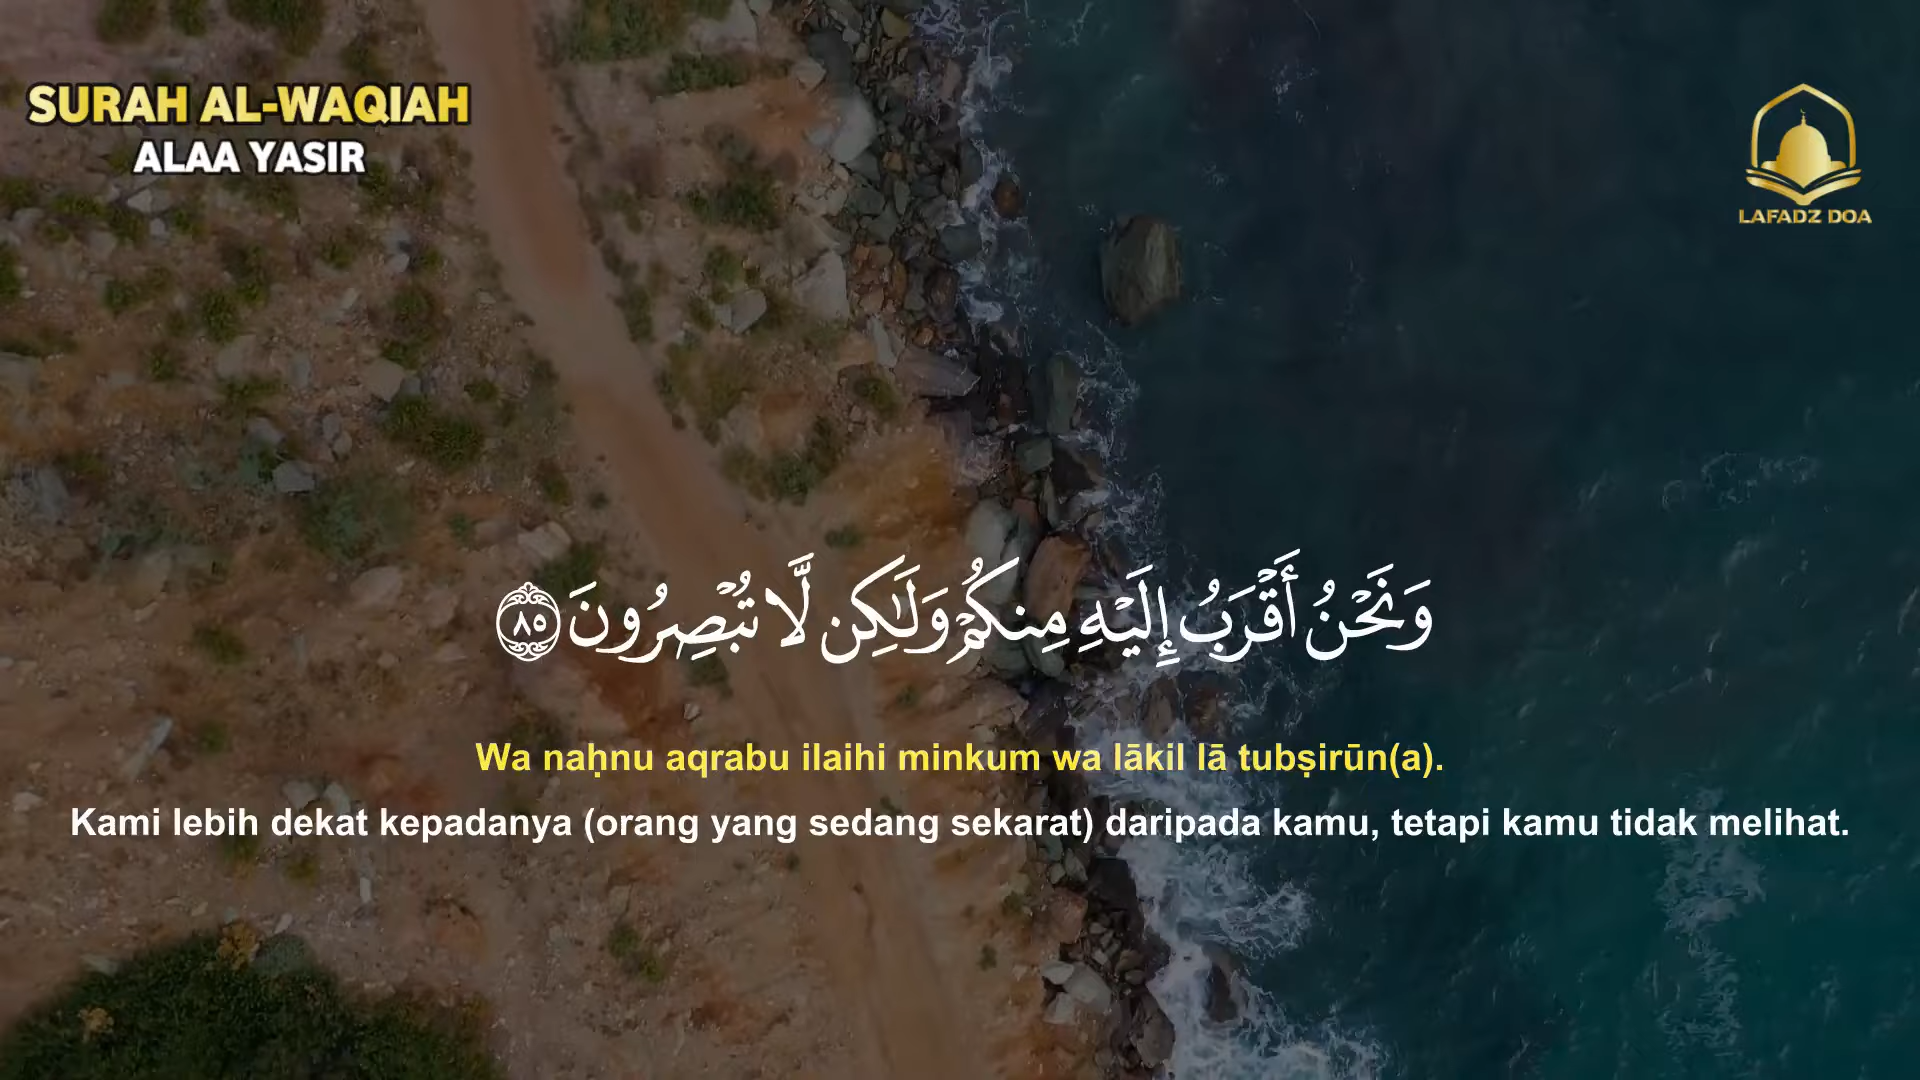 SURAH AL-WAQIAH
ALAA YASIR
LAFADZ DOA
وَنَحْنُ أَقْرَبُ إِلَيْهِ مِنكُمْ وَلَٰكِن لَّا تُبْصِرُونَ ٨٥
Wa naḥnu aqrabu ilaihi minkum wa lākil lā tubṣirūn(a).
Kami lebih dekat kepadanya (orang yang sedang sekarat) daripada kamu, tetapi kamu tidak melihat.